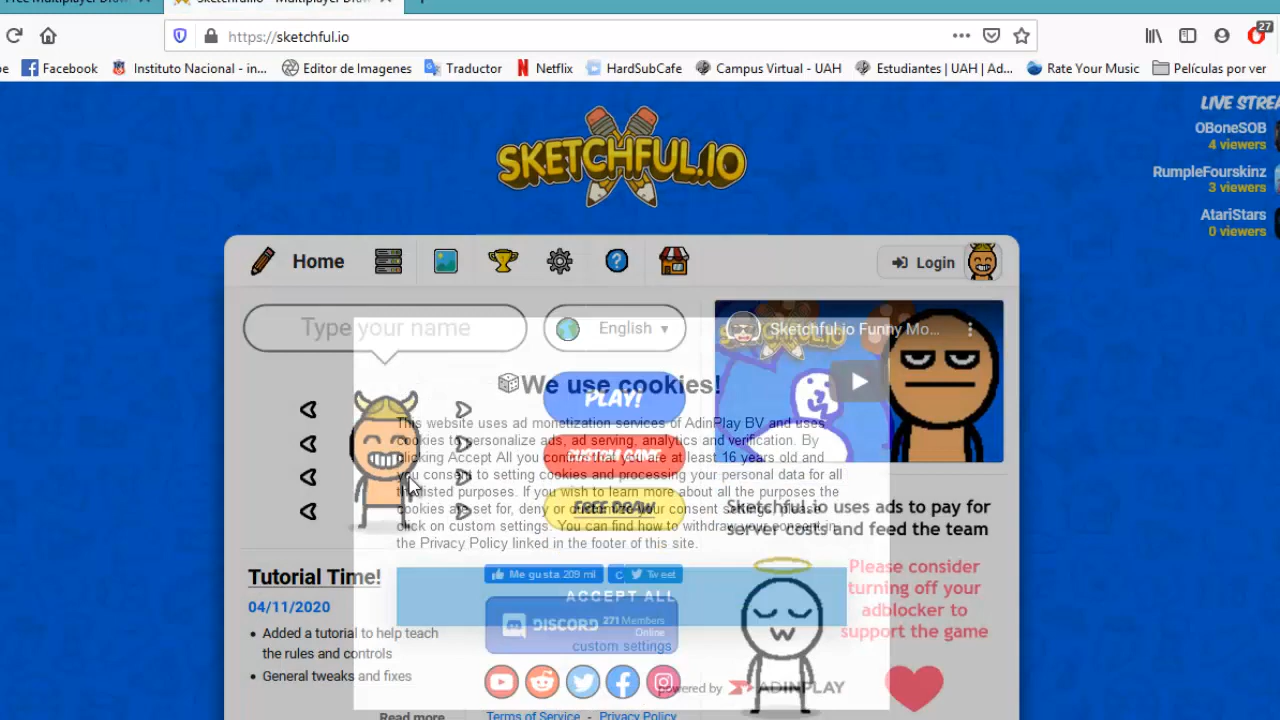 https://sketchful.io
27
Facebook
Instituto Nacional - in...
Editor de Imagenes
Traductor
Netflix
HardSubCafe
Campus Virtual - UAH
Estudiantes | UAH | Ad...
Rate Your Music
Películas por ver
SKETCHFUL.IO
LIVE STREA
OBoneSOB
4 viewers
RumpleFourskinz
3 viewers
AtariStars
0 viewers
Home
Login
Type your name
English
Sketchful.io Funny Mo...
PLAY!
CUSTOM GAME
FREE DRAW
We use cookies!
This website uses ad monetization services of AdinPlay BV and uses
cookies to personalize ads, ad serving, analytics and verification. By
clicking Accept All you confirm that you are at least 16 years old and
you consent to setting cookies and processing your personal data for all
the listed purposes. If you wish to learn more about all the purposes the
cookies are set for, deny or customize your consent settings, please
click on custom settings. You can find how to withdraw your consent in
the Privacy Policy linked in the footer of this site.
ACCEPT ALL
custom settings
powered by ADINPLAY
Sketchful.io uses ads to pay for
server costs and feed the team
Please consider
turning off your
adblocker to
support the game
Tutorial Time!
04/11/2020
Added a tutorial to help teach
the rules and controls
General tweaks and fixes
Read more
Me gusta 209 mil
Tweet
DISCORD
271 Members
Online
Terms of Service - Privacy Policy